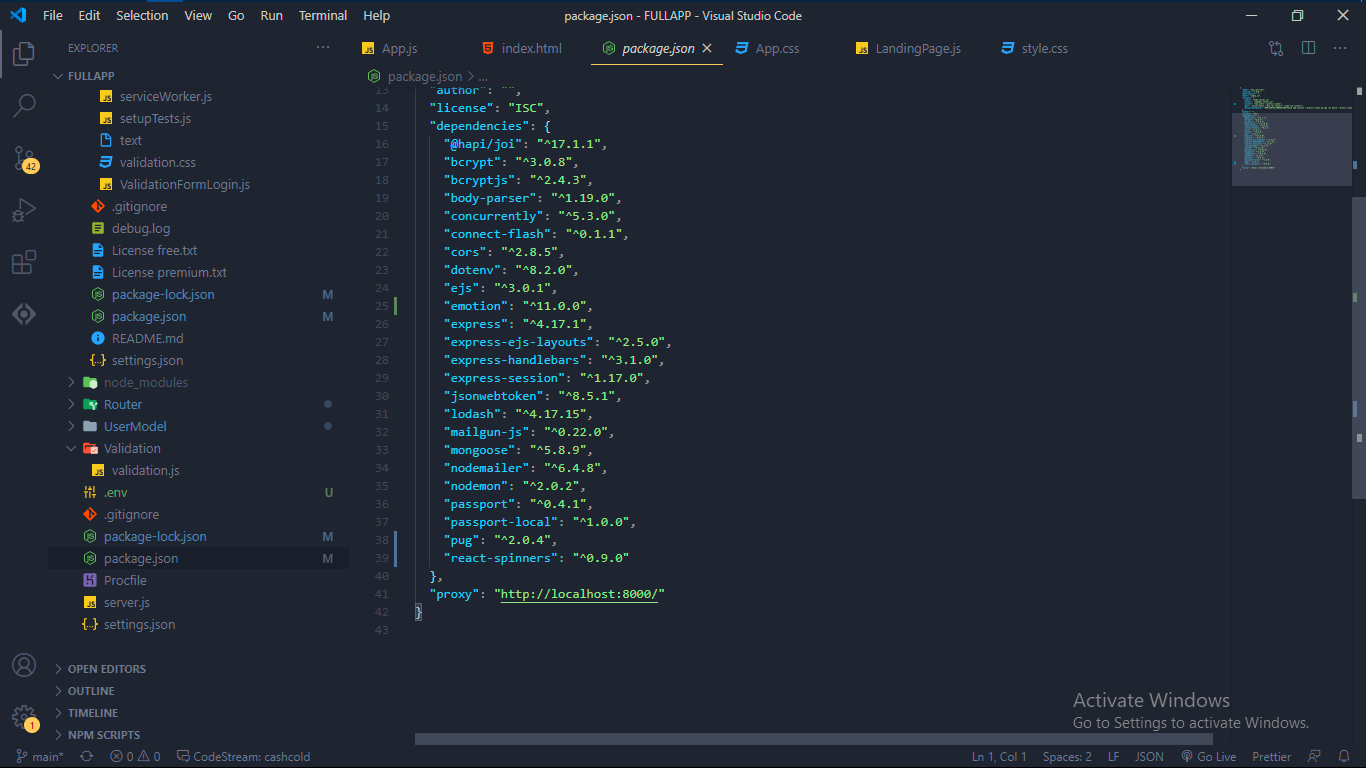 File Edit Selection View Go Run Terminal Help package.json - FULLAPP - Visual Studio Code
EXPLORER ... App.js index.html package.json App.css LandingPage.js style.css
FULLAPP
package.json > ...
serviceWorker.js
setupTests.js
text
validation.css
ValidationFormLogin.js
.gitignore
debug.log
License free.txt
License premium.txt
package-lock.json M
package.json M
README.md
settings.json
node_modules
Router
UserModel
Validation
validation.js
.env U
.gitignore
package-lock.json M
package.json M
Procfile
server.js
settings.json
OPEN EDITORS
OUTLINE
TIMELINE
NPM SCRIPTS
42
1
13 "author": "",
14 "license": "ISC",
15 "dependencies": {
16 "@hapi/joi": "^17.1.1",
17 "bcrypt": "^3.0.8",
18 "bcryptjs": "^2.4.3",
19 "body-parser": "^1.19.0",
20 "concurrently": "^5.3.0",
21 "connect-flash": "^0.1.1",
22 "cors": "^2.8.5",
23 "dotenv": "^8.2.0",
24 "ejs": "^3.0.1",
25 "emotion": "^11.0.0",
26 "express": "^4.17.1",
27 "express-ejs-layouts": "^2.5.0",
28 "express-handlebars": "^3.1.0",
29 "express-session": "^1.17.0",
30 "jsonwebtoken": "^8.5.1",
31 "lodash": "^4.17.15",
32 "mailgun-js": "^0.22.0",
33 "mongoose": "^5.8.9",
34 "nodemailer": "^6.4.8",
35 "nodemon": "^2.0.2",
36 "passport": "^0.4.1",
37 "passport-local": "^1.0.0",
38 "pug": "^2.0.4",
39 "react-spinners": "^0.9.0"
40 },
41 "proxy": "http://localhost:8000/"
42 }
43
Activate Windows
Go to Settings to activate Windows.
main* 0 0 CodeStream: cashcold Ln 1, Col 1 Spaces: 2 LF JSON Go Live Prettier